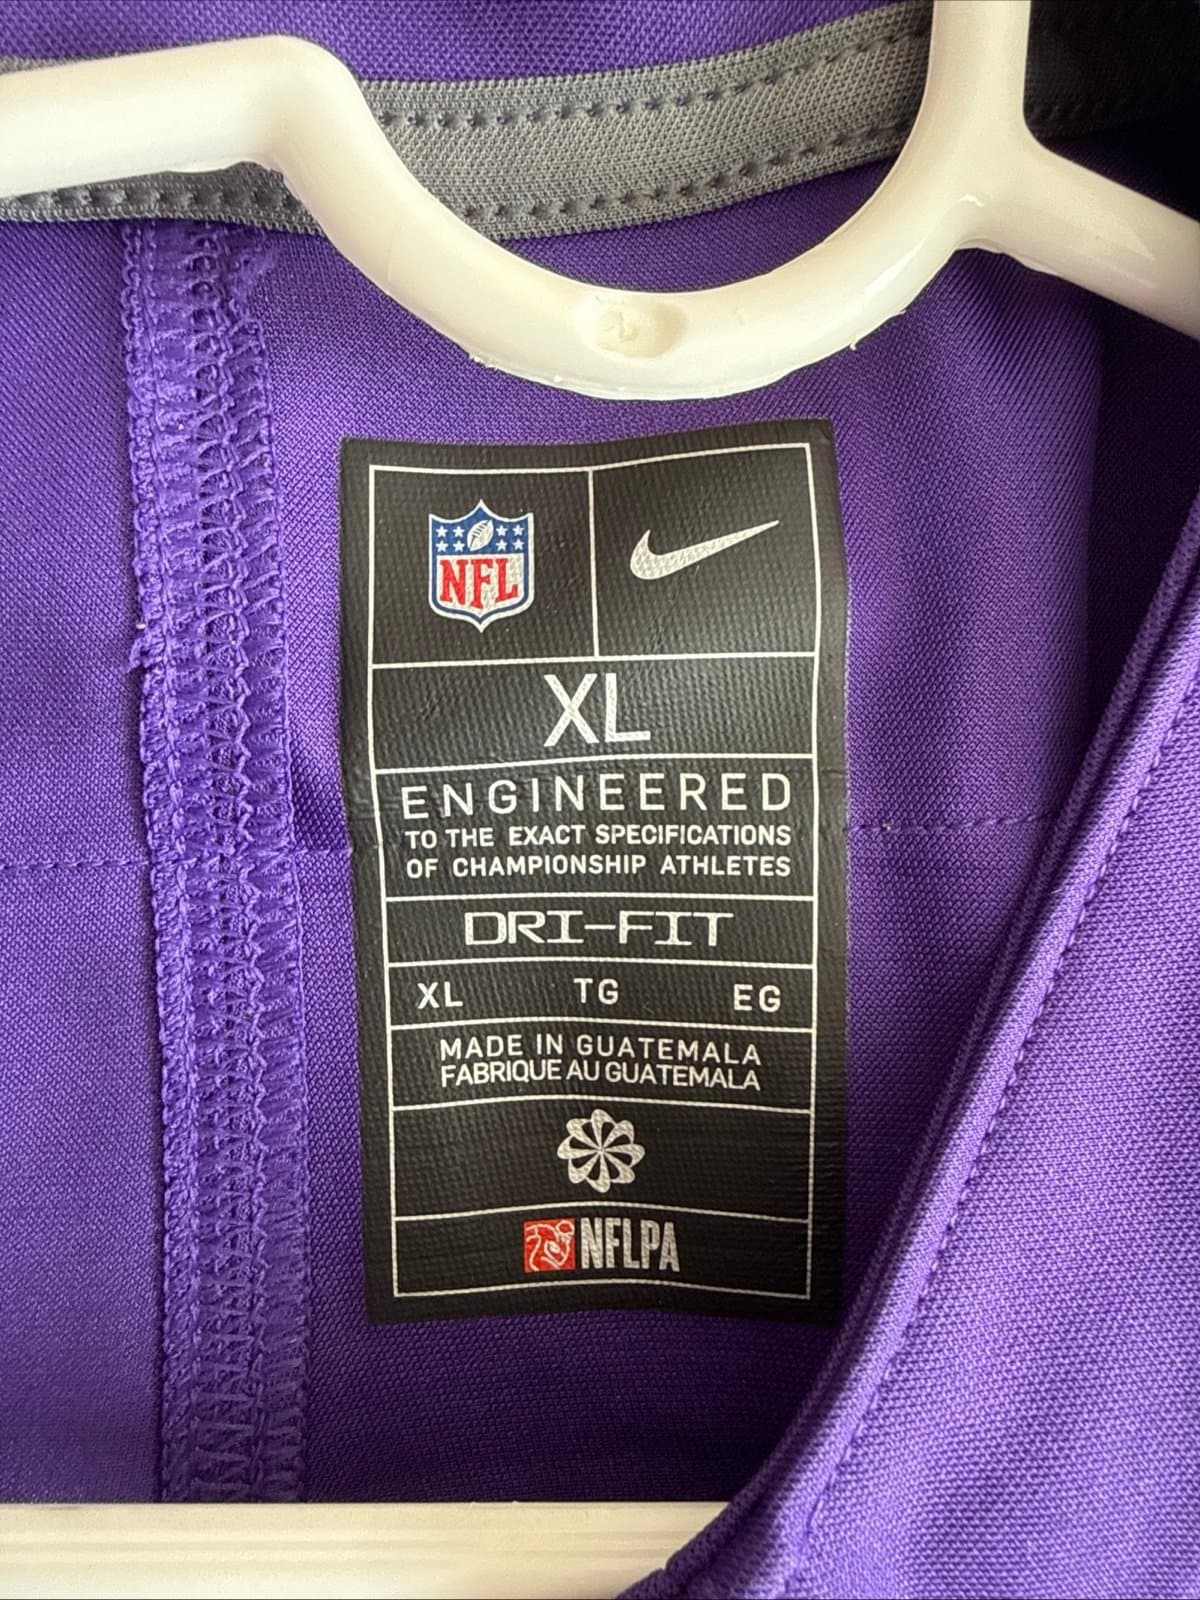 NFL
XL
ENGINEERED
TO THE EXACT SPECIFICATIONS
OF CHAMPIONSHIP ATHLETES
DRI-FIT
XL TG EG
MADE IN GUATEMALA
FABRIQUE AU GUATEMALA
NFLPA